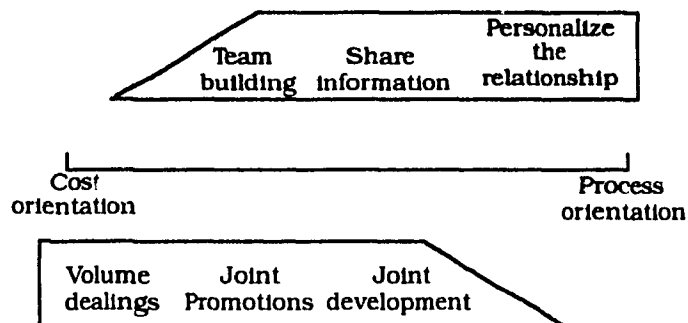 Personalize
Team Share the
building information relationship
Cost Process
orientation orientation
Volume Joint Joint
dealings Promotions development